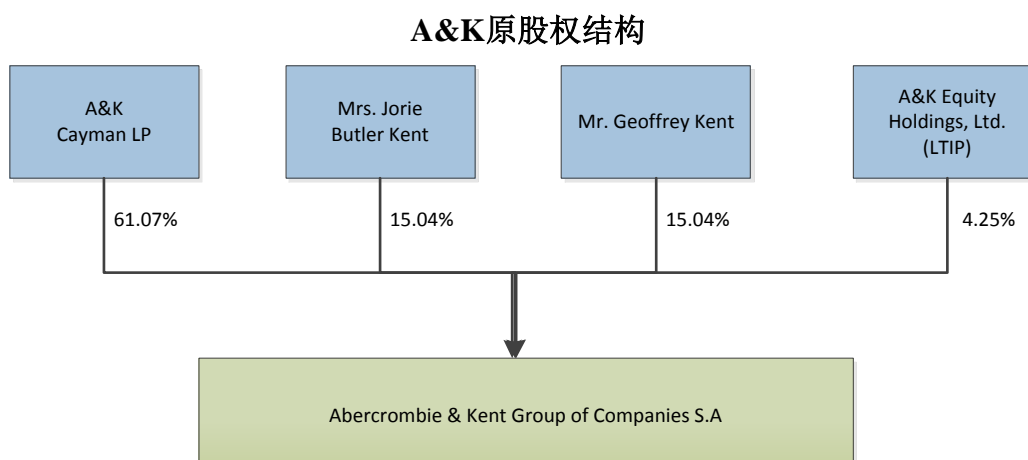 A&K原股权结构
A&K
Cayman LP
Mrs. Jorie
Butler Kent
Mr. Geoffrey Kent
A&K Equity
Holdings, Ltd.
(LTIP)
61.07%
15.04%
15.04%
4.25%
Abercrombie & Kent Group of Companies S.A